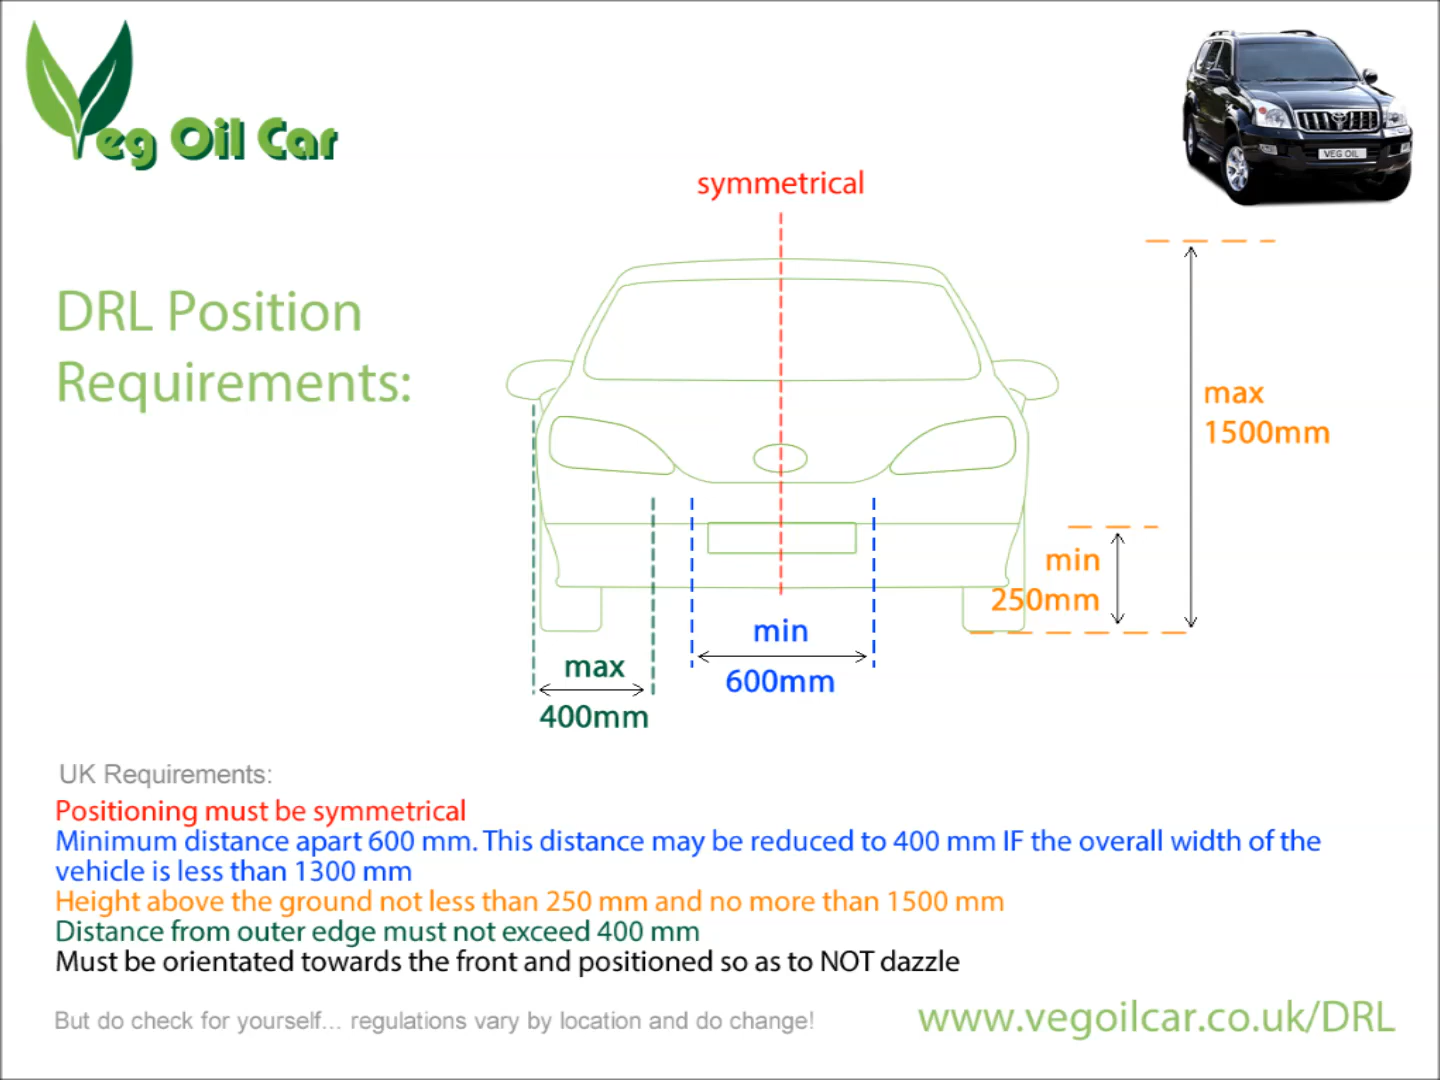 Veg Oil Car
VEG OIL
symmetrical
DRL Position
Requirements:
max
1500mm
min
250mm
min
600mm
max
400mm
UK Requirements:
Positioning must be symmetrical
Minimum distance apart 600 mm. This distance may be reduced to 400 mm IF the overall width of the
vehicle is less than 1300 mm
Height above the ground not less than 250 mm and no more than 1500 mm
Distance from outer edge must not exceed 400 mm
Must be orientated towards the front and positioned so as to NOT dazzle
But do check for yourself... regulations vary by location and do change!
www.vegoilcar.co.uk/DRL